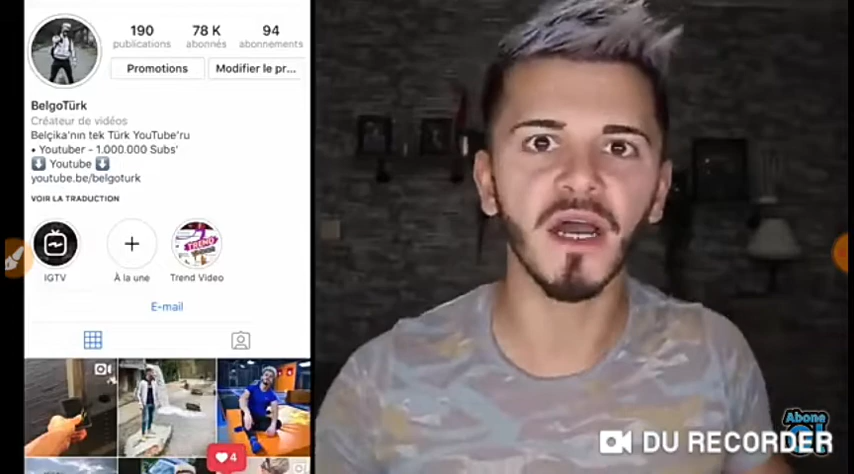 190
publications
78 K
abonnés
94
abonnements
Promotions
Modifier le pr...
BelgoTürk
Créateur de vidéos
Belçika'nın tek Türk YouTube'ru
• Youtuber - 1.000.000 Subs'
⬇️ Youtube ⬇️
youtube.be/belgoturk
VOIR LA TRADUCTION
TREND
IGTV
À la une
Trend Video
E-mail
4
Abone
Ol
DU RECORDER